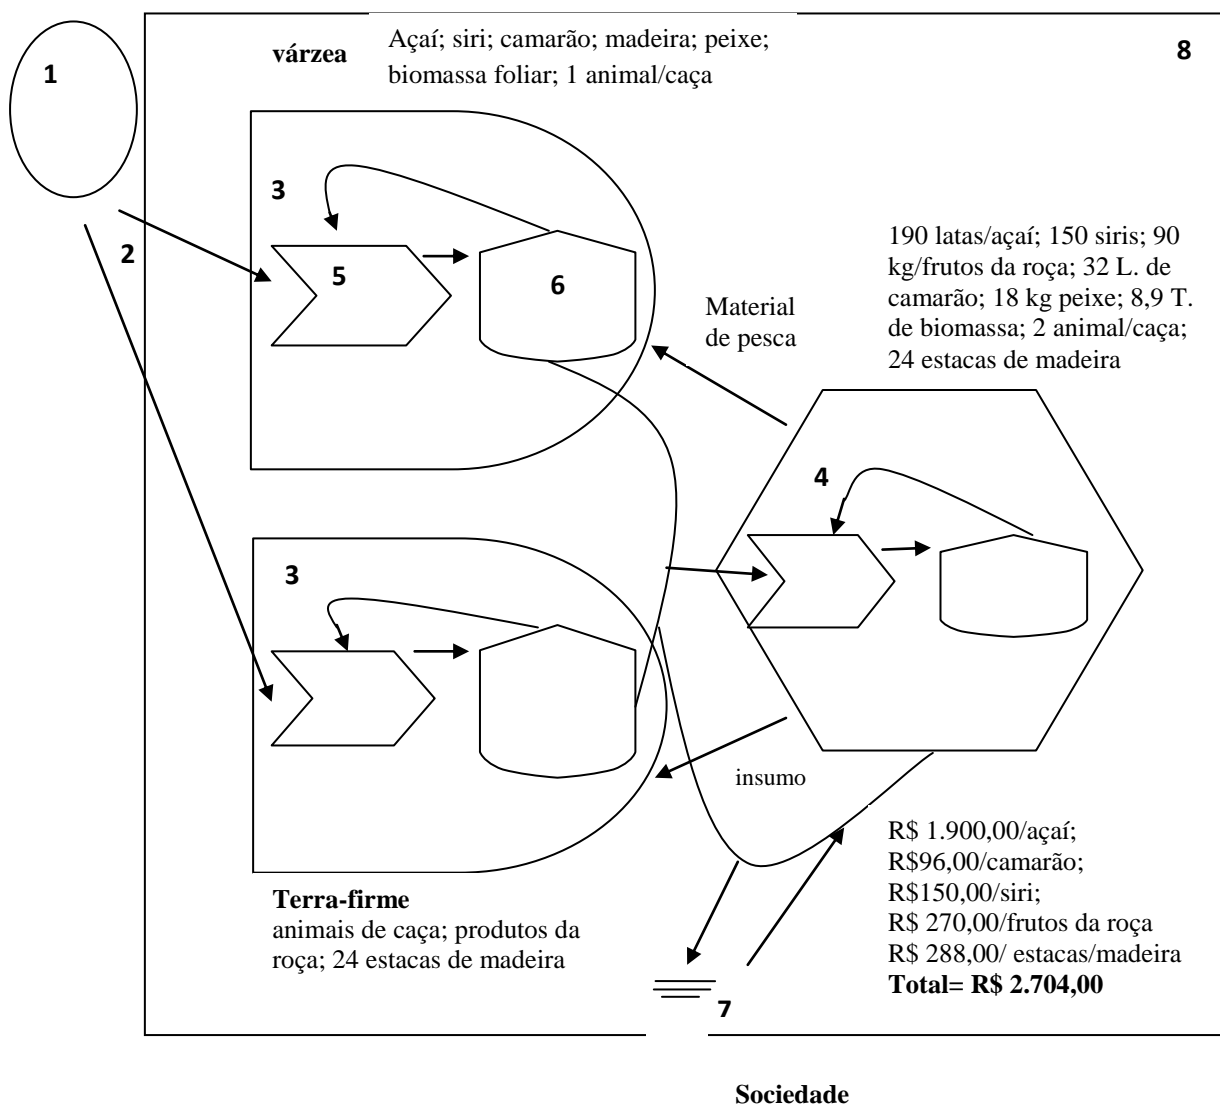 várzea
Açaí; siri; camarão; madeira; peixe;
biomassa foliar; 1 animal/caça
8
1
3
2
5
6
Material
de pesca
190 latas/açaí; 150 siris; 90
kg/frutos da roça; 32 L. de
camarão; 18 kg peixe; 8,9 T.
de biomassa; 2 animal/caça;
24 estacas de madeira
4
3
insumo
Terra-firme
animais de caça; produtos da
roça; 24 estacas de madeira
R$ 1.900,00/açaí;
R$96,00/camarão;
R$150,00/siri;
R$ 270,00/frutos da roça
R$ 288,00/ estacas/madeira
Total= R$ 2.704,00
7
Sociedade